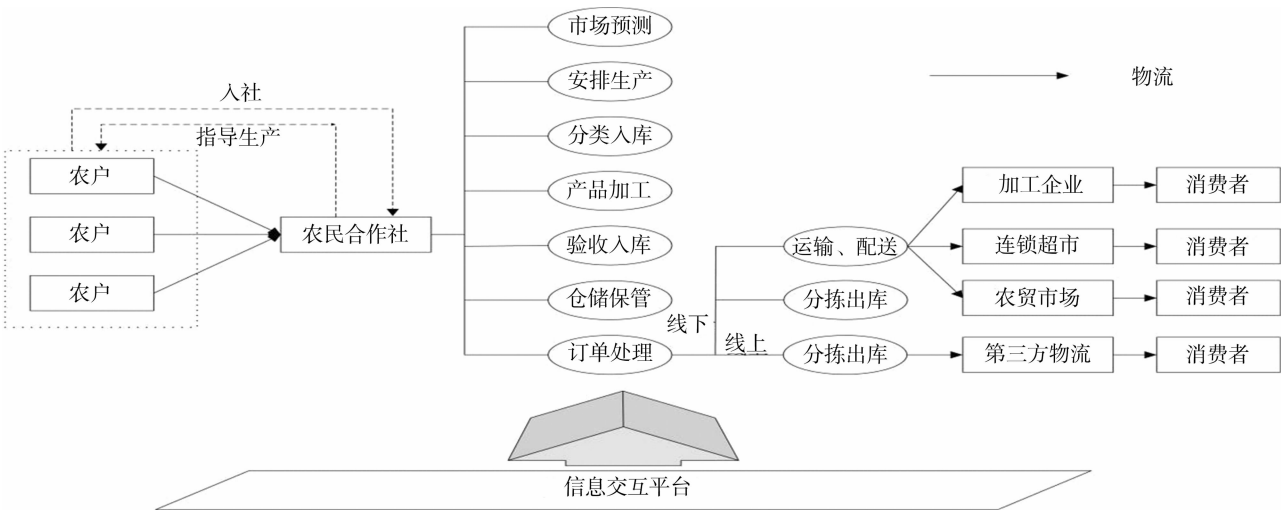 市场预测
安排生产
物流
入社
指导生产
分类入库
农户
产品加工
加工企业
消费者
农户
农民合作社
验收入库
运输、配送
连锁超市
消费者
农户
仓储保管
分拣出库
农贸市场
消费者
线下
线上
订单处理
分拣出库
第三方物流
消费者
信息交互平台